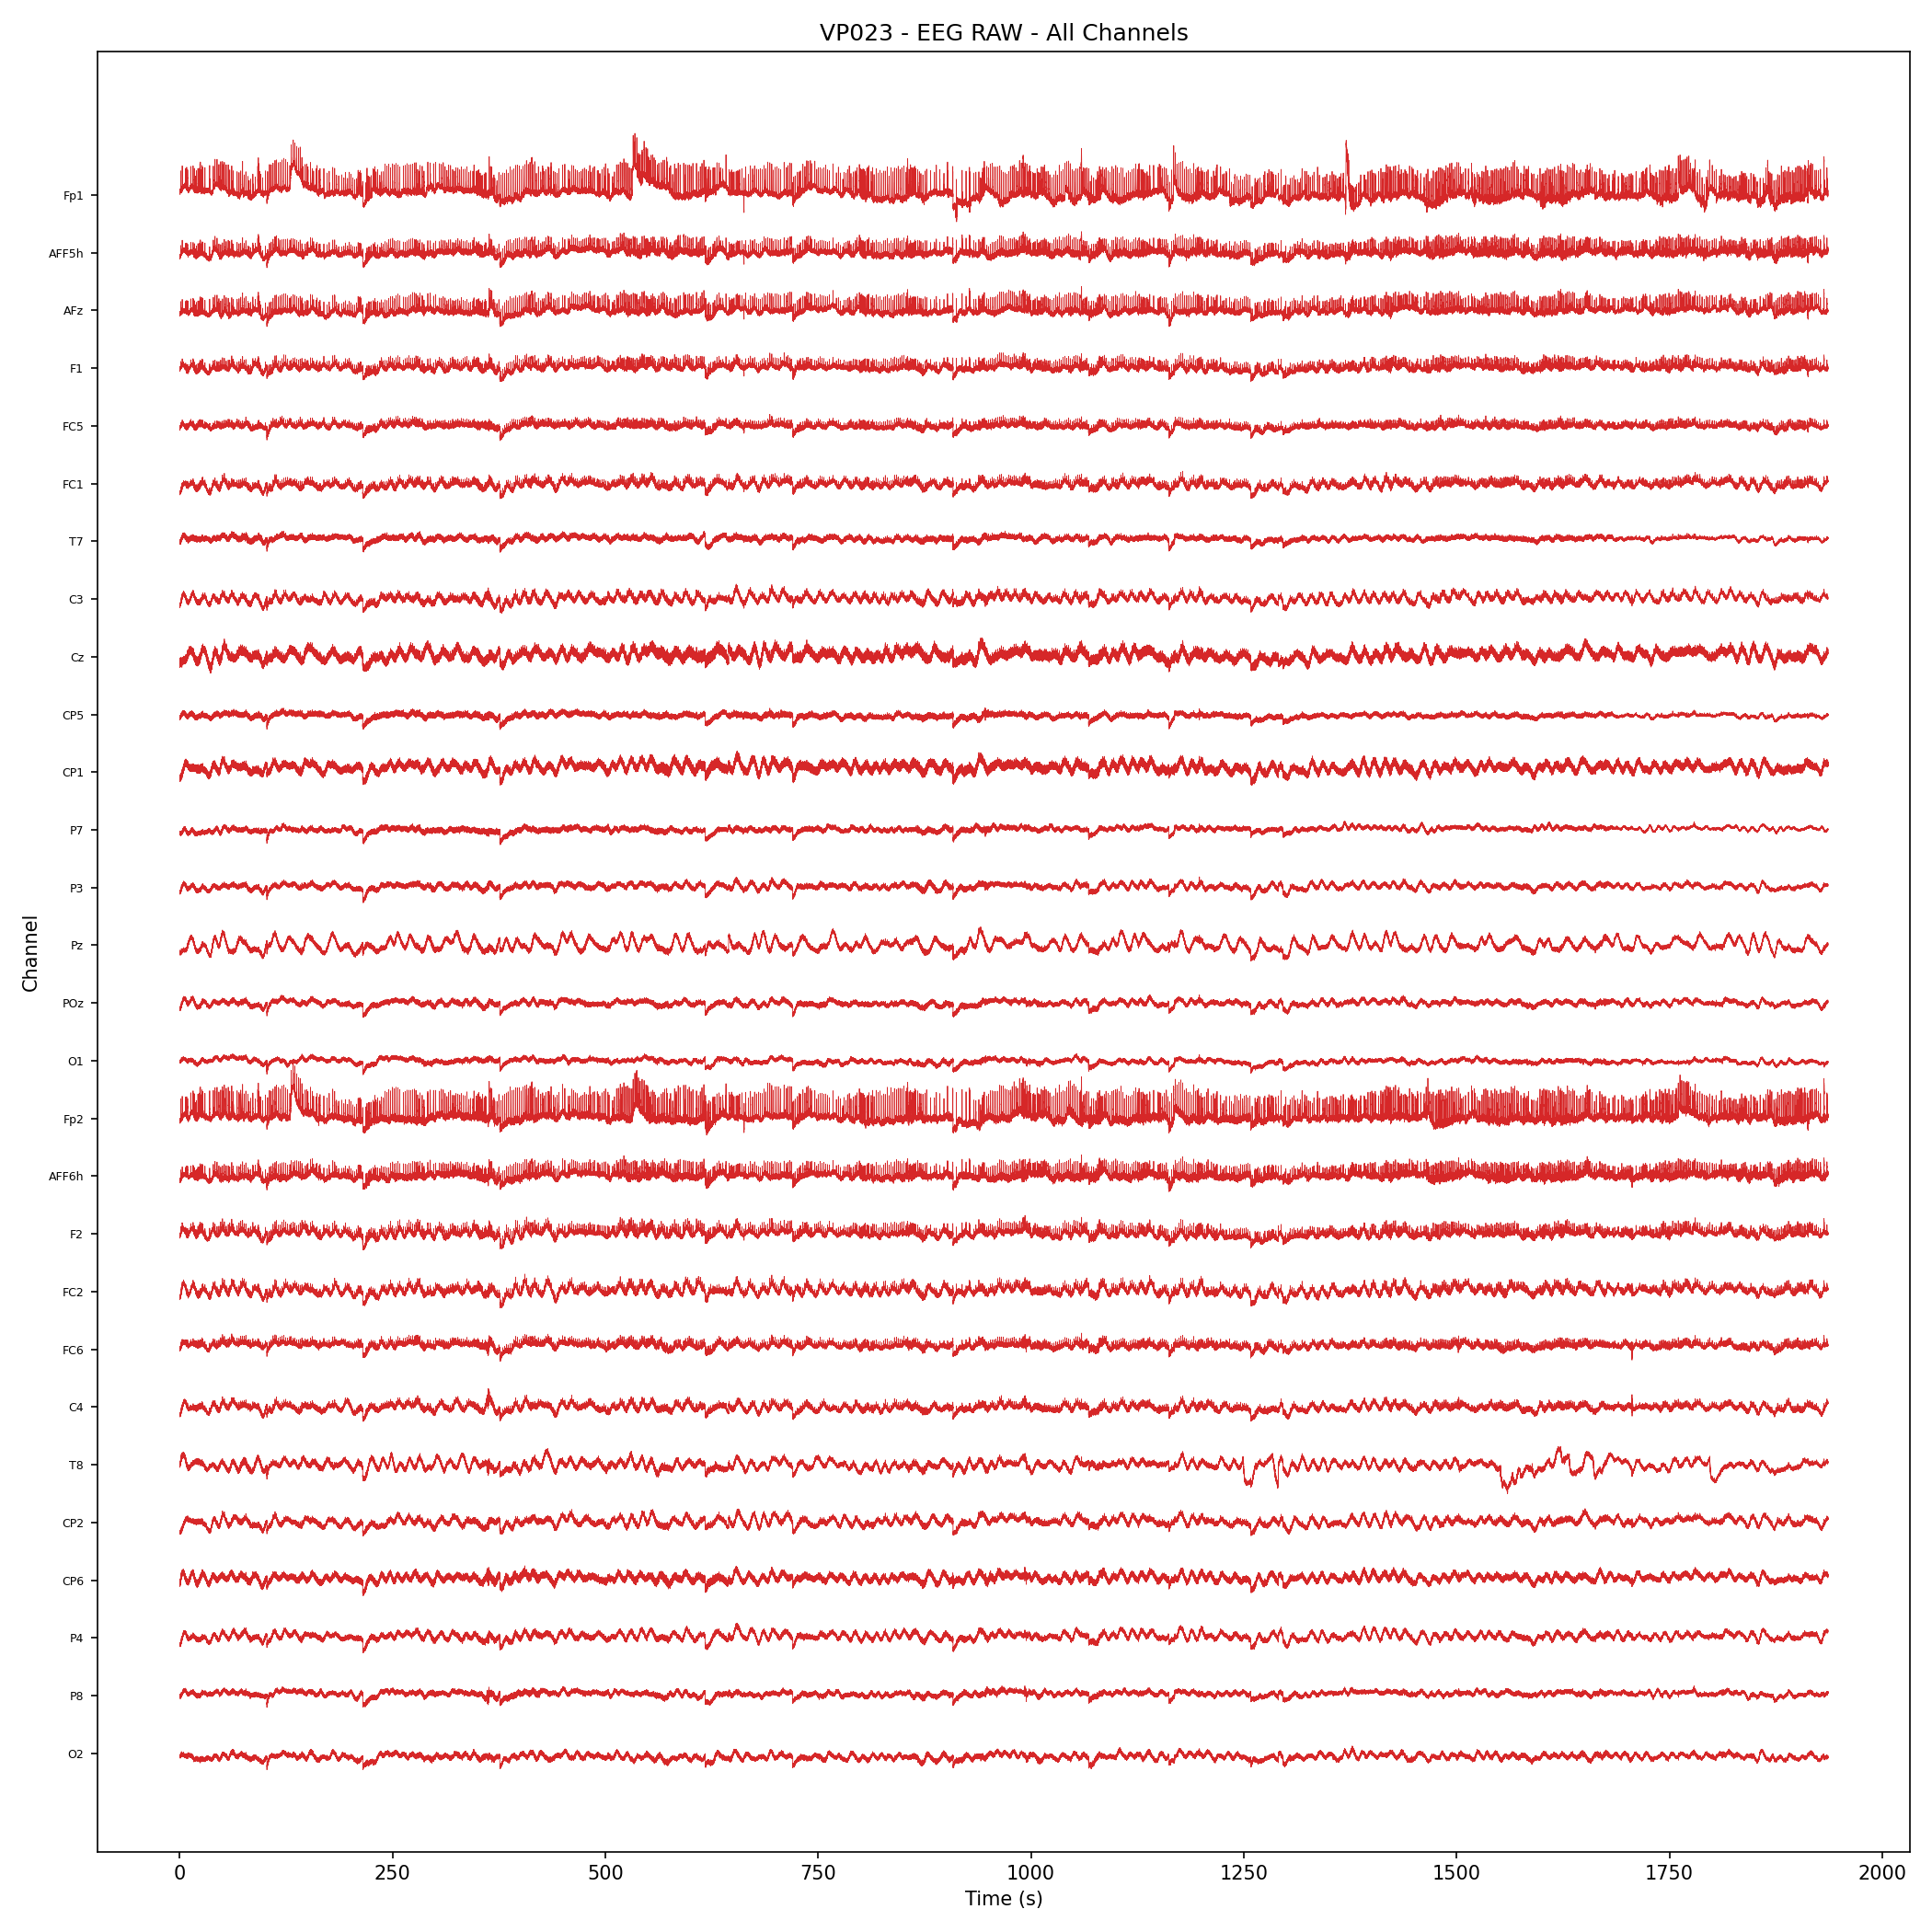 VP023 - EEG RAW - All Channels
Fp1
AFF5h
AFz
F1
FC5
FC1
T7
C3
Cz
CP5
CP1
P7
P3
Pz
POz
O1
Fp2
AFF6h
F2
FC2
FC6
C4
T8
CP2
CP6
P4
P8
O2
Channel
0 250 500 750 1000 1250 1500 1750 2000
Time (s)